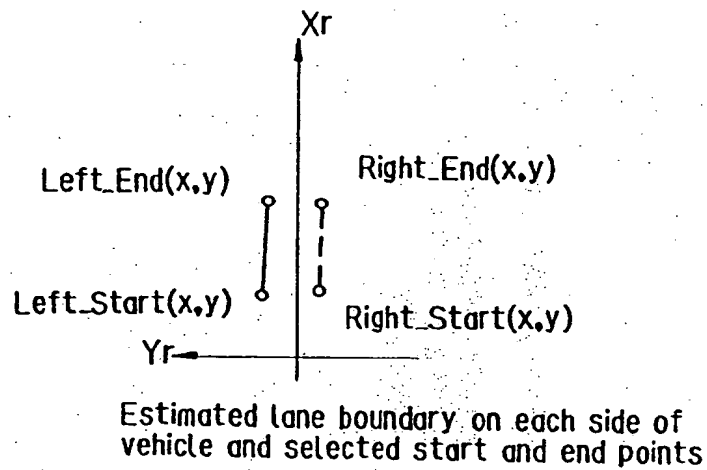 Xr
Left_End(x,y)
Right_End(x,y)
Left_Start(x,y)
Right_Start(x,y)
Yr
Estimated lane boundary on each side of
vehicle and selected start and end points